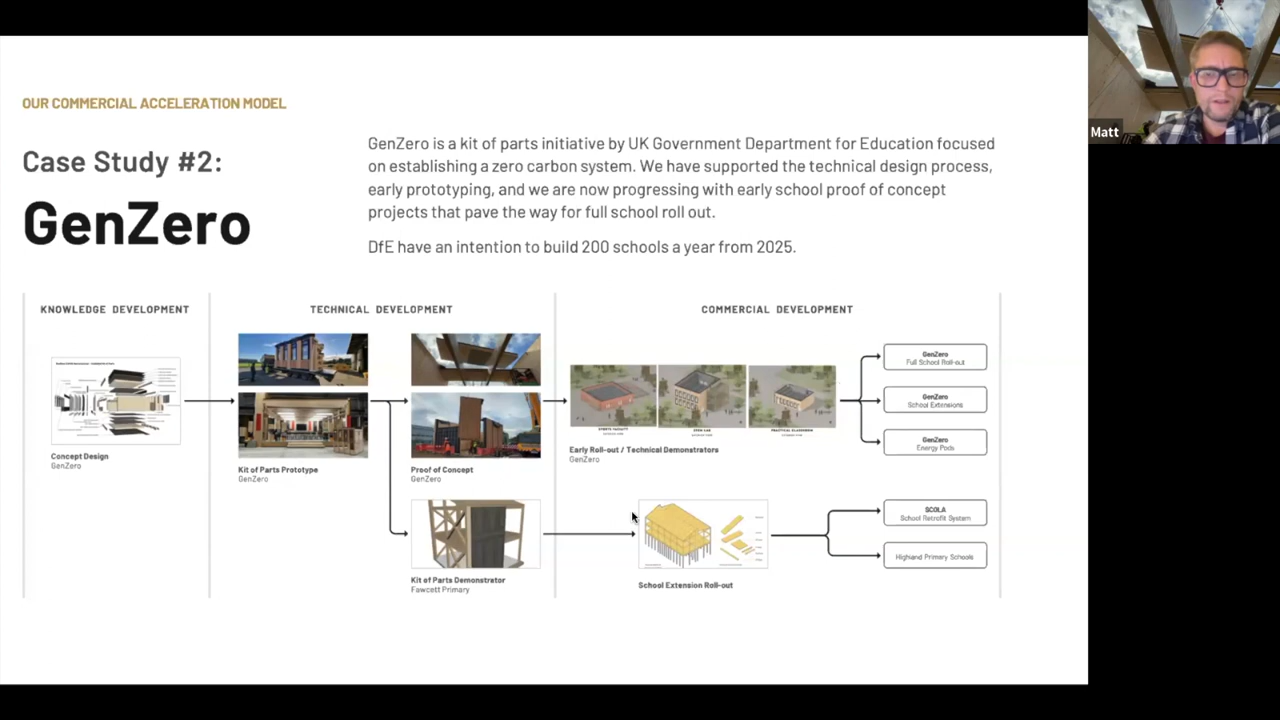 OUR COMMERCIAL ACCELERATION MODEL
Case Study #2:
GenZero
GenZero is a kit of parts initiative by UK Government Department for Education focused
on establishing a zero carbon system. We have supported the technical design process,
early prototyping, and we are now progressing with early school proof of concept
projects that pave the way for full school roll out.
DfE have an intention to build 200 schools a year from 2025.
KNOWLEDGE DEVELOPMENT
TECHNICAL DEVELOPMENT
COMMERCIAL DEVELOPMENT
Concept Design
GenZero
Kit of Parts Prototype
GenZero
Proof of Concept
GenZero
Kit of Parts Demonstrator
Fawcett Primary
SPORTS FACILITY
PRACTICAL CLASSROOM
Early Roll-out / Technical Demonstrators
GenZero
School Extension Roll-out
GenZero
Full School Roll-out
GenZero
School Extensions
GenZero
Energy Pods
SCOLA
School Retrofit System
Highland Primary Schools
Matt